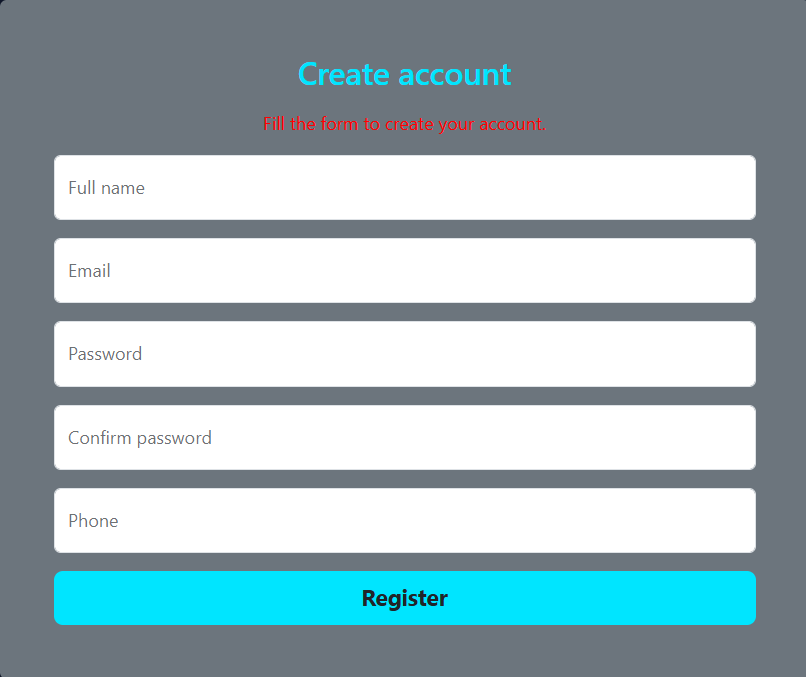 Create account
Fill the form to create your account.
Full name
Email
Password
Confirm password
Phone
Register